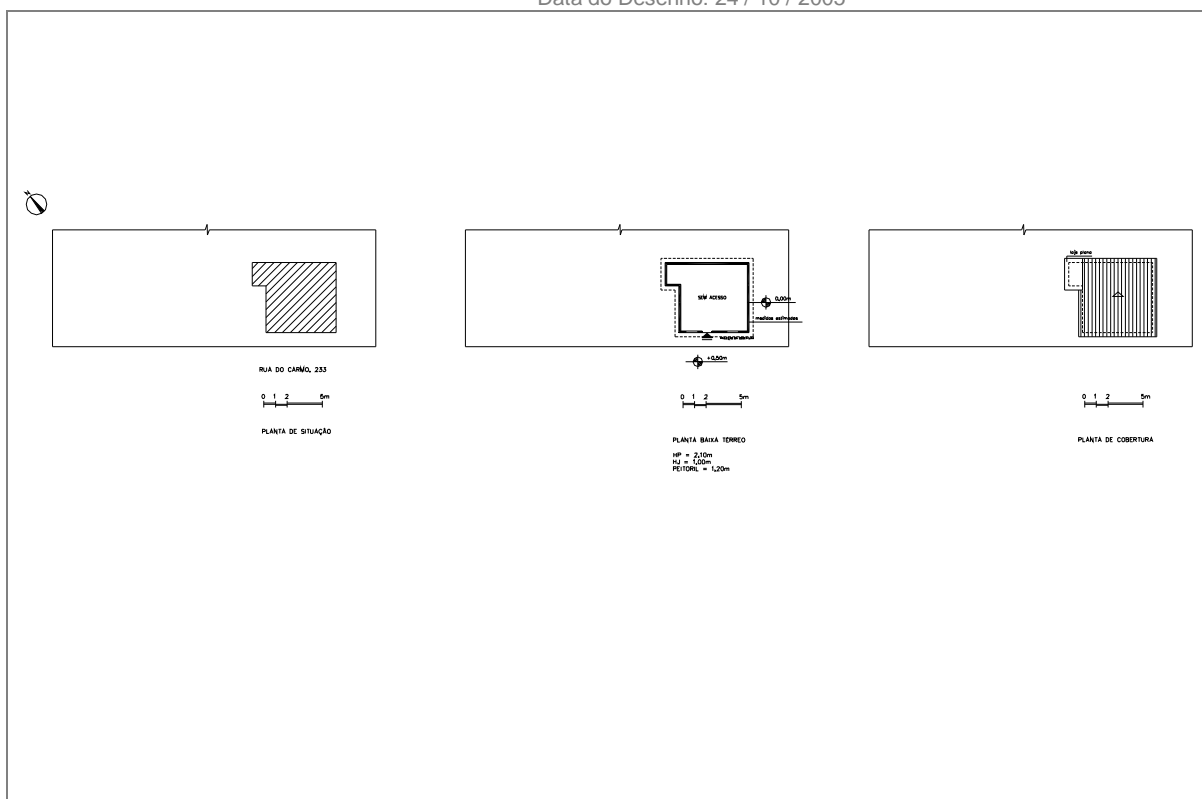 Data do Desenho: 24 / 10 / 2003
N
RUA DO CARMO, 233
0 1 2 5m
PLANTA DE SITUAÇÃO
SEM ACESSO
0,00m
medidas estimadas
+0,50m
0 1 2 5m
PLANTA BAIXA TÉRREO
HP = 2,10m
HJ = 1,00m
PEITORIL = 1,20m
laje plana
0 1 2 5m
PLANTA DE COBERTURA